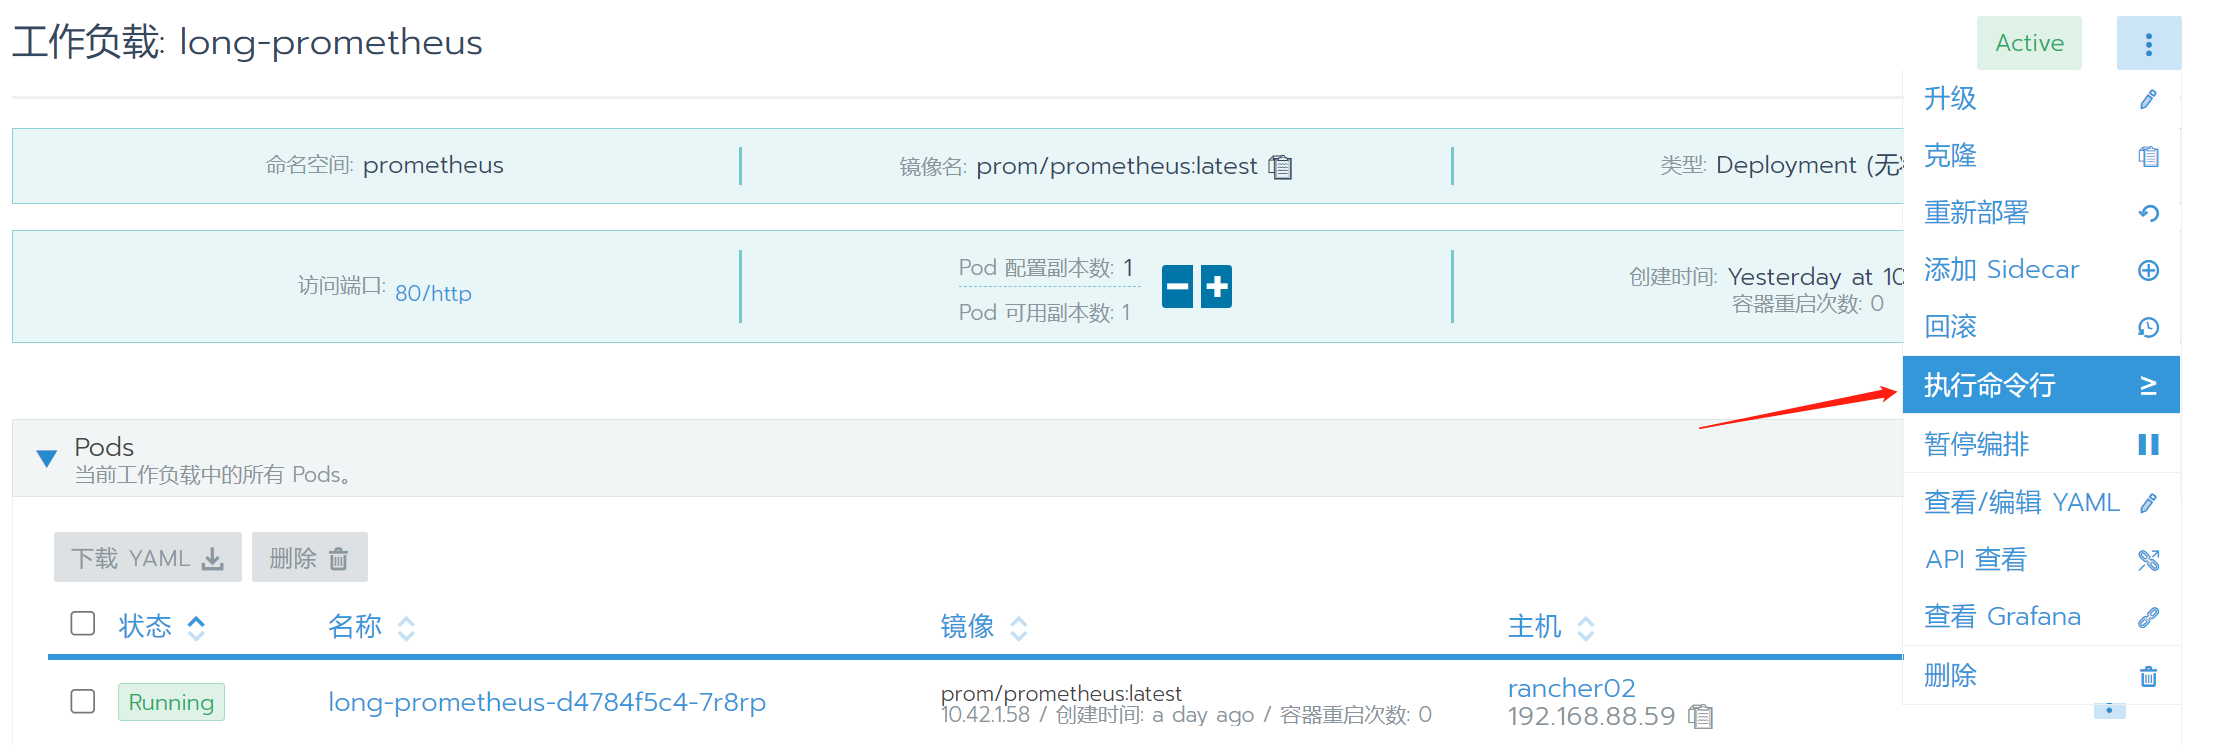 工作负载: long-prometheus
Active
命名空间: prometheus
镜像名: prom/prometheus:latest
类型: Deployment (无
访问端口: 80/http
Pod 配置副本数: 1
Pod 可用副本数: 1
创建时间: Yesterday at 10
容器重启次数: 0
升级
克隆
重新部署
添加 Sidecar
回滚
执行命令行
暂停编排
查看/编辑 YAML
API 查看
查看 Grafana
删除
Pods
当前工作负载中的所有 Pods。
下载 YAML
删除
状态 名称 镜像 主机
Running
long-prometheus-d4784f5c4-7r8rp
prom/prometheus:latest
10.42.1.58 / 创建时间: a day ago / 容器重启次数: 0
rancher02
192.168.88.59